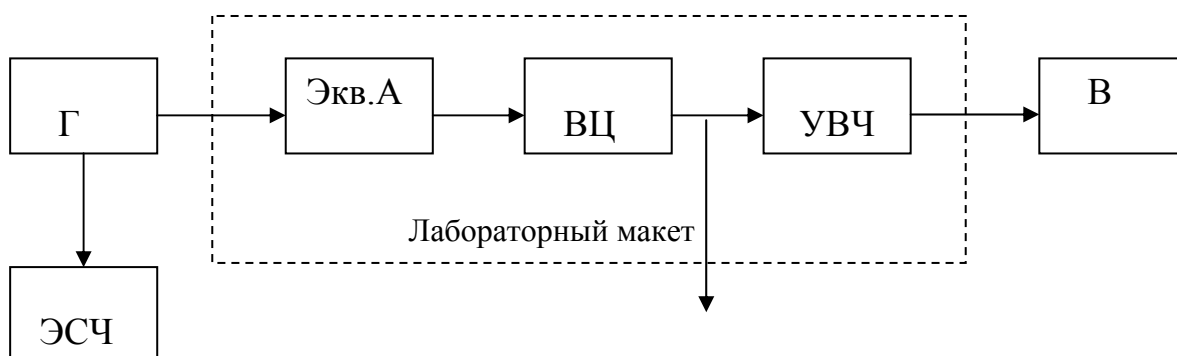 Г
Экв.А
ВЦ
УВЧ
В
Лабораторный макет
ЭСЧ